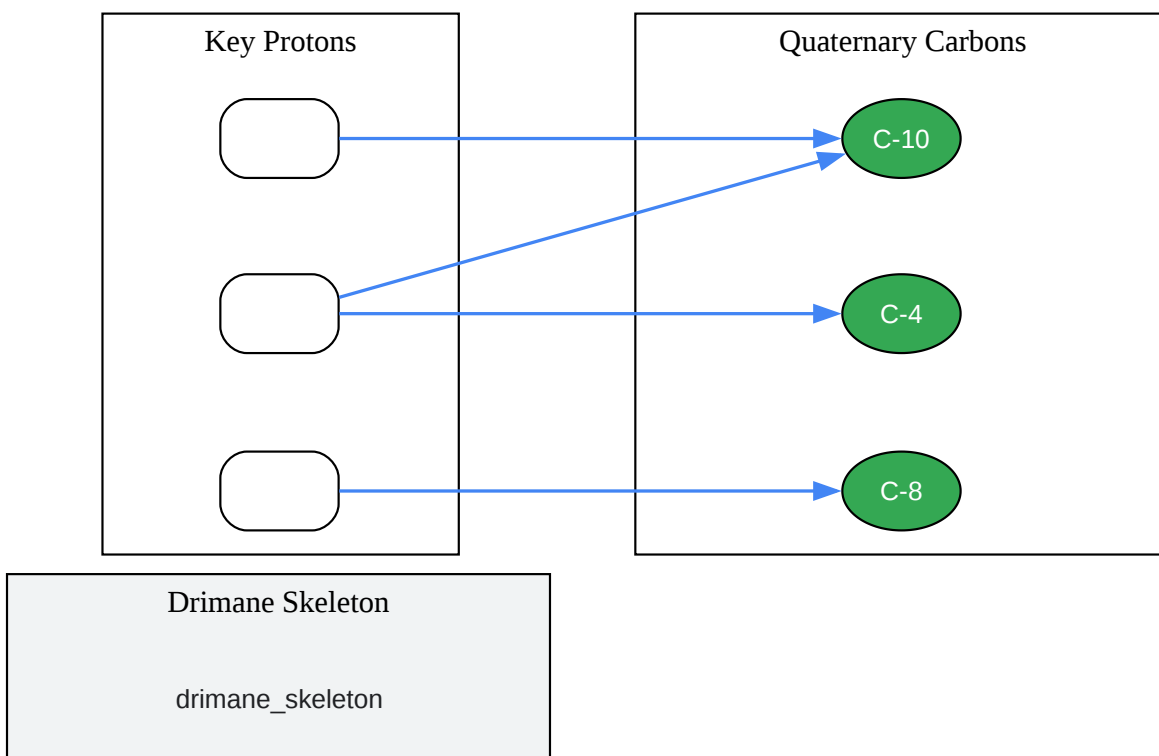 Key Protons
Quaternary Carbons
C-10
C-4
C-8
Drimane Skeleton
drimane_skeleton